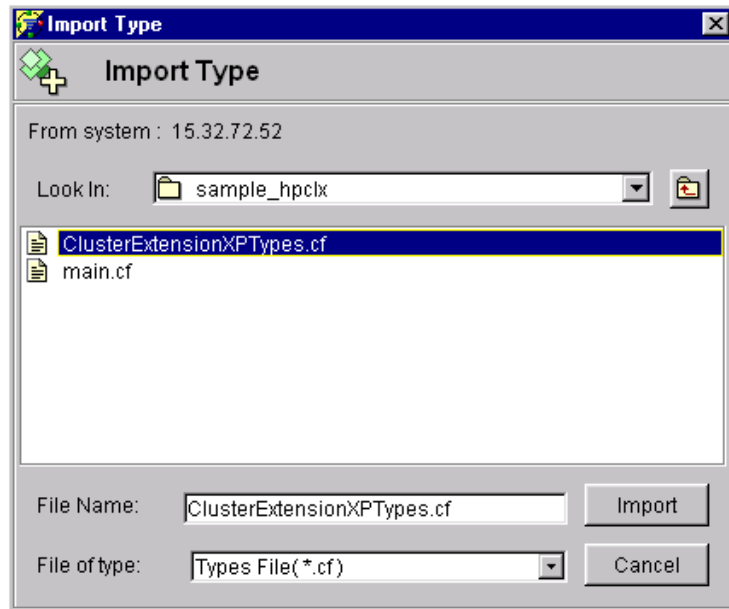 Import Type
Import Type
From system : 15.32.72.52
Look In: sample_hpclx
ClusterExtensionXPTypes.cf
main.cf
File Name: ClusterExtensionXPTypes.cf Import
File of type: Types File( *.cf ) Cancel